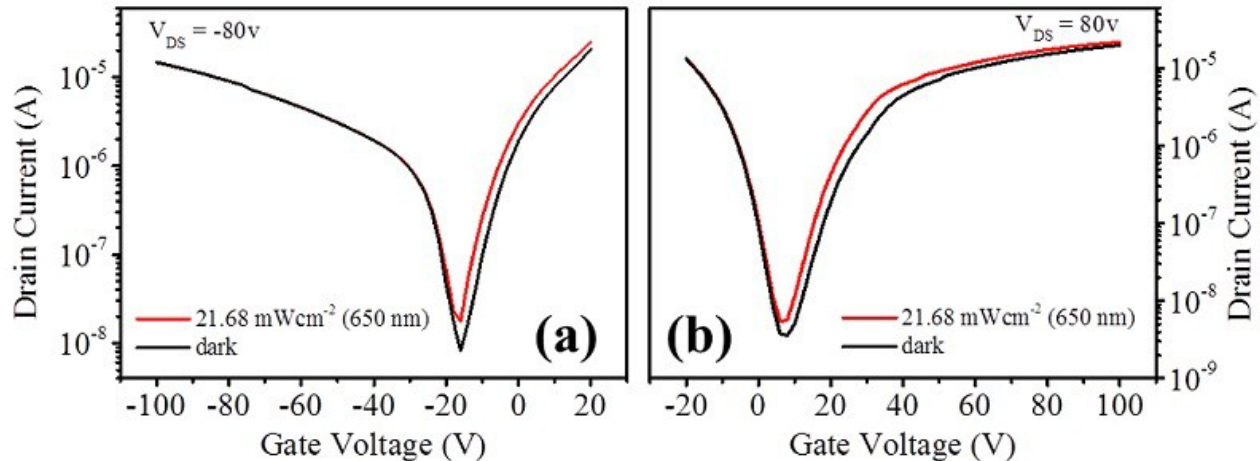 V_DS = -80v
10^-5
10^-6
10^-7
10^-8
Drain Current (A)
21.68 mWcm^-2 (650 nm)
dark
(a)
-100 -80 -60 -40 -20 0 20
Gate Voltage (V)
V_DS = 80v
10^-5
10^-6
10^-7
10^-8
10^-9
Drain Current (A)
(b)
21.68 mWcm^-2 (650 nm)
dark
-20 0 20 40 60 80 100
Gate Voltage (V)